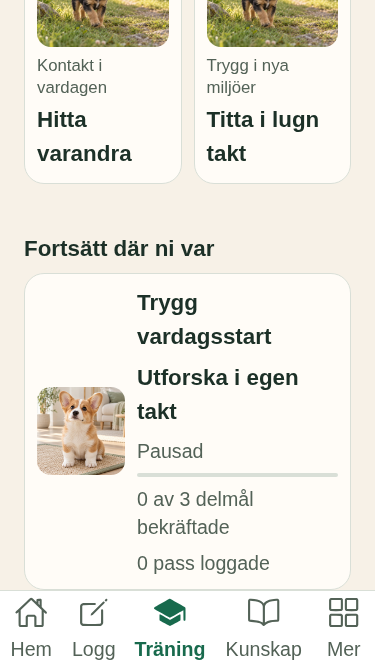 Kontakt i
vardagen
Hitta
varandra
Trygg i nya
miljöer
Titta i lugn
takt
Fortsätt där ni var
Trygg
vardagsstart
Utforska i egen
takt
Pausad
0 av 3 delmål
bekräftade
0 pass loggade
Hem
Logg
Träning
Kunskap
Mer